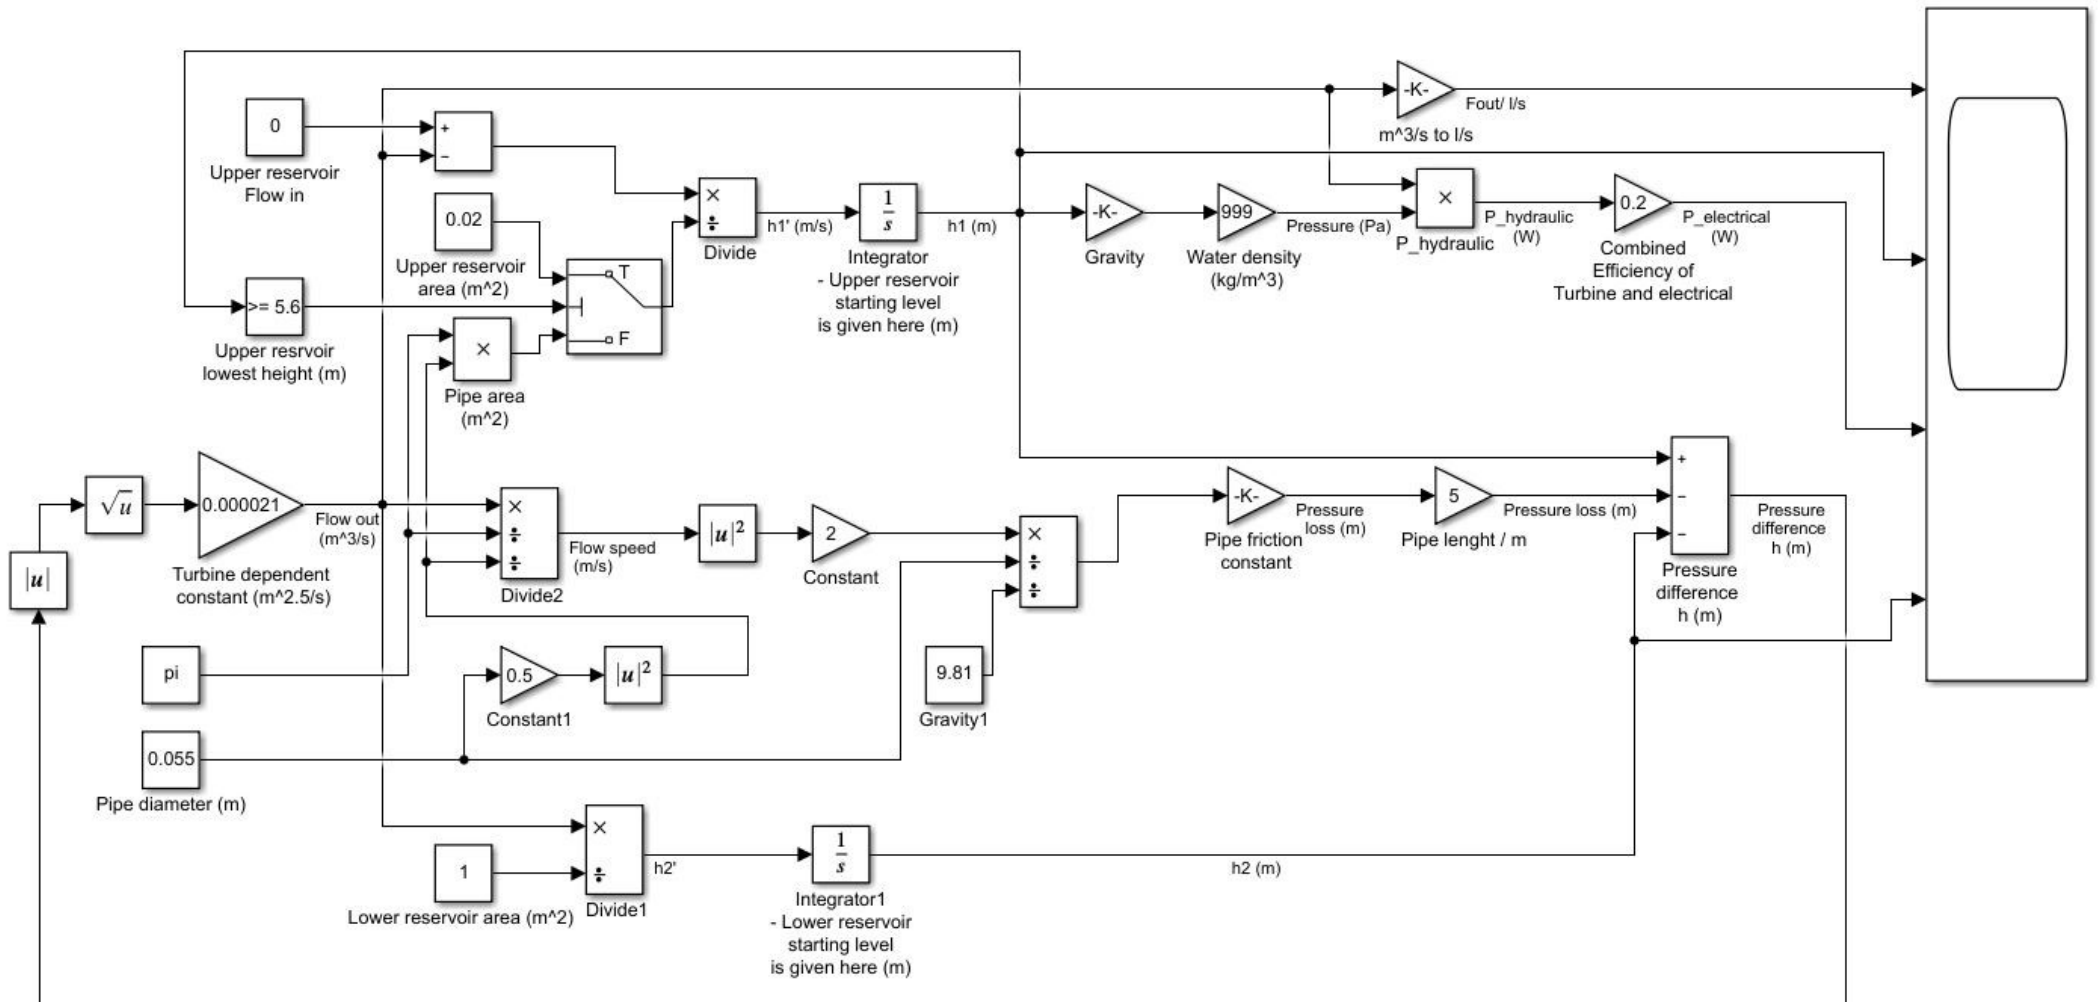 -K-
Fout/ l/s
m^3/s to l/s
0
Upper reservoir
Flow in
+
−
0.02
Upper reservoir
area (m^2)
×
÷
Divide
h1' (m/s)
1
s
Integrator
- Upper reservoir
starting level
is given here (m)
h1 (m)
-K-
Gravity
999
Water density
(kg/m^3)
Pressure (Pa)
×
P_hydraulic
P_hydraulic
(W)
0.2
Combined
Efficiency of
Turbine and electrical
P_electrical
(W)
>= 5.6
Upper resrvoir
lowest height (m)
T
F
×
Pipe area
(m^2)
|u|
√u
0.000021
Turbine dependent
constant (m^2.5/s)
Flow out
(m^3/s)
×
÷
÷
Divide2
Flow speed
(m/s)
|u|²
2
Constant
×
÷
÷
-K-
Pipe friction
constant
Pressure
loss (m)
5
Pipe lenght / m
Pressure loss (m)
+
−
−
Pressure
difference
h (m)
Pressure
difference
h (m)
pi
0.5
Constant1
|u|²
9.81
Gravity1
0.055
Pipe diameter (m)
1
Lower reservoir area (m^2)
×
÷
Divide1
h2'
1
s
Integrator1
- Lower reservoir
starting level
is given here (m)
h2 (m)